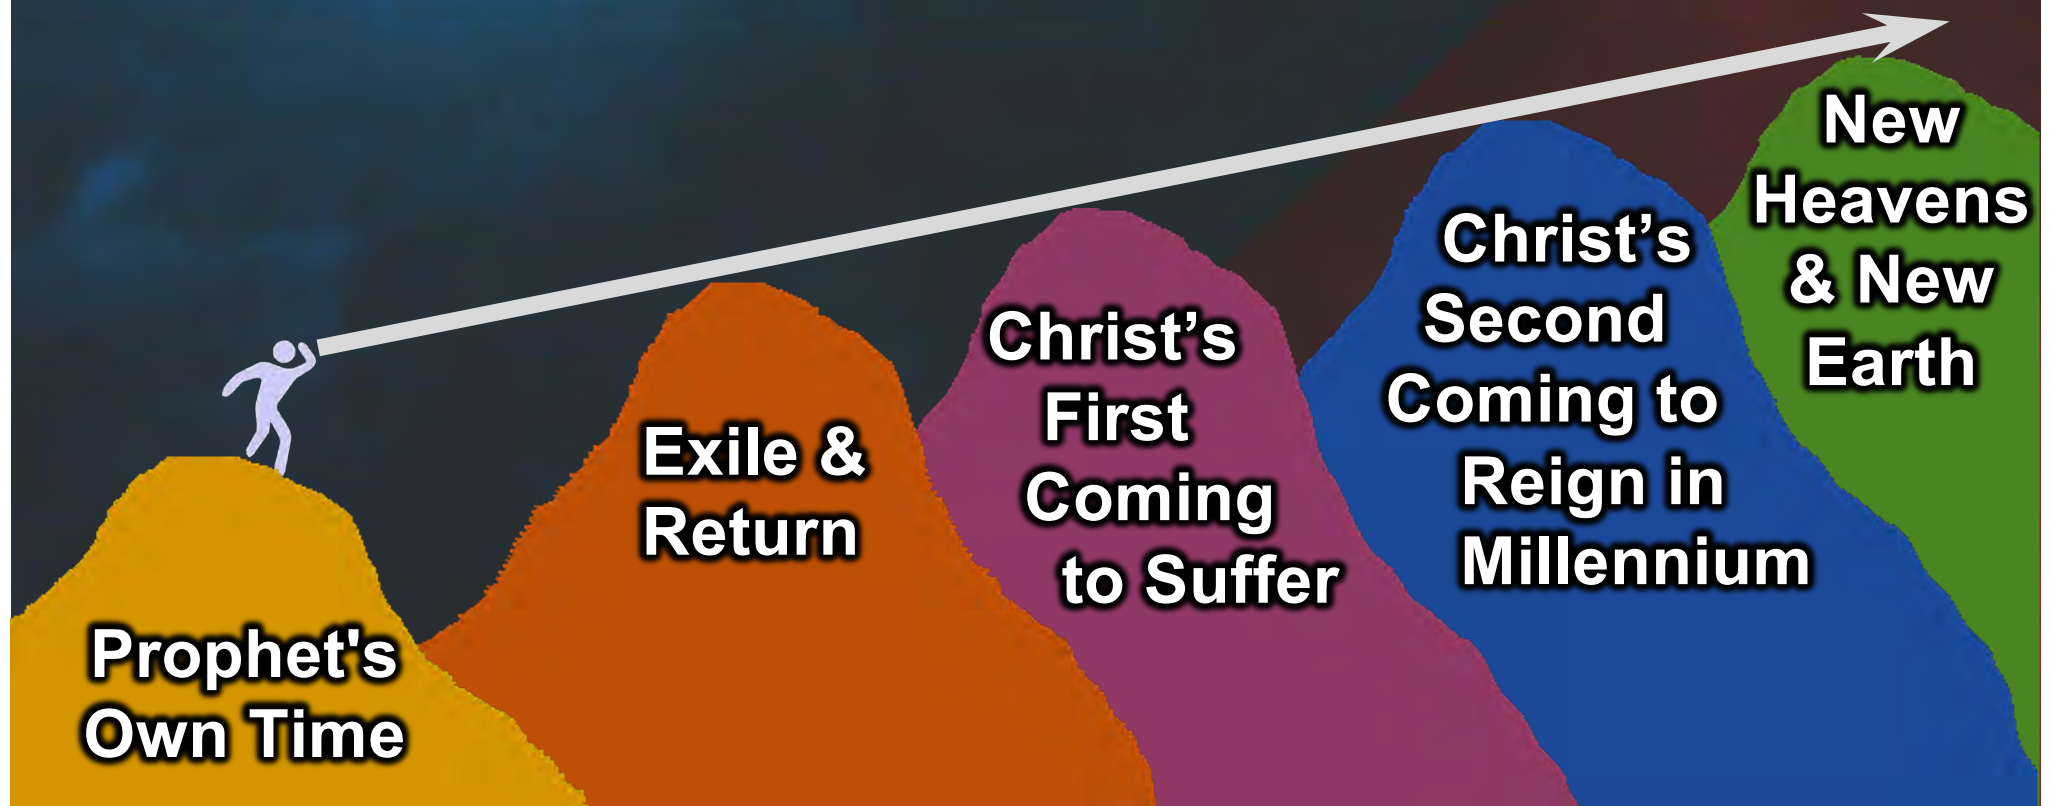 Prophet's
Own Time
Exile &
Return
Christ’s
First
Coming
to Suffer
Christ’s
Second
Coming to
Reign in
Millennium
New
Heavens
& New
Earth